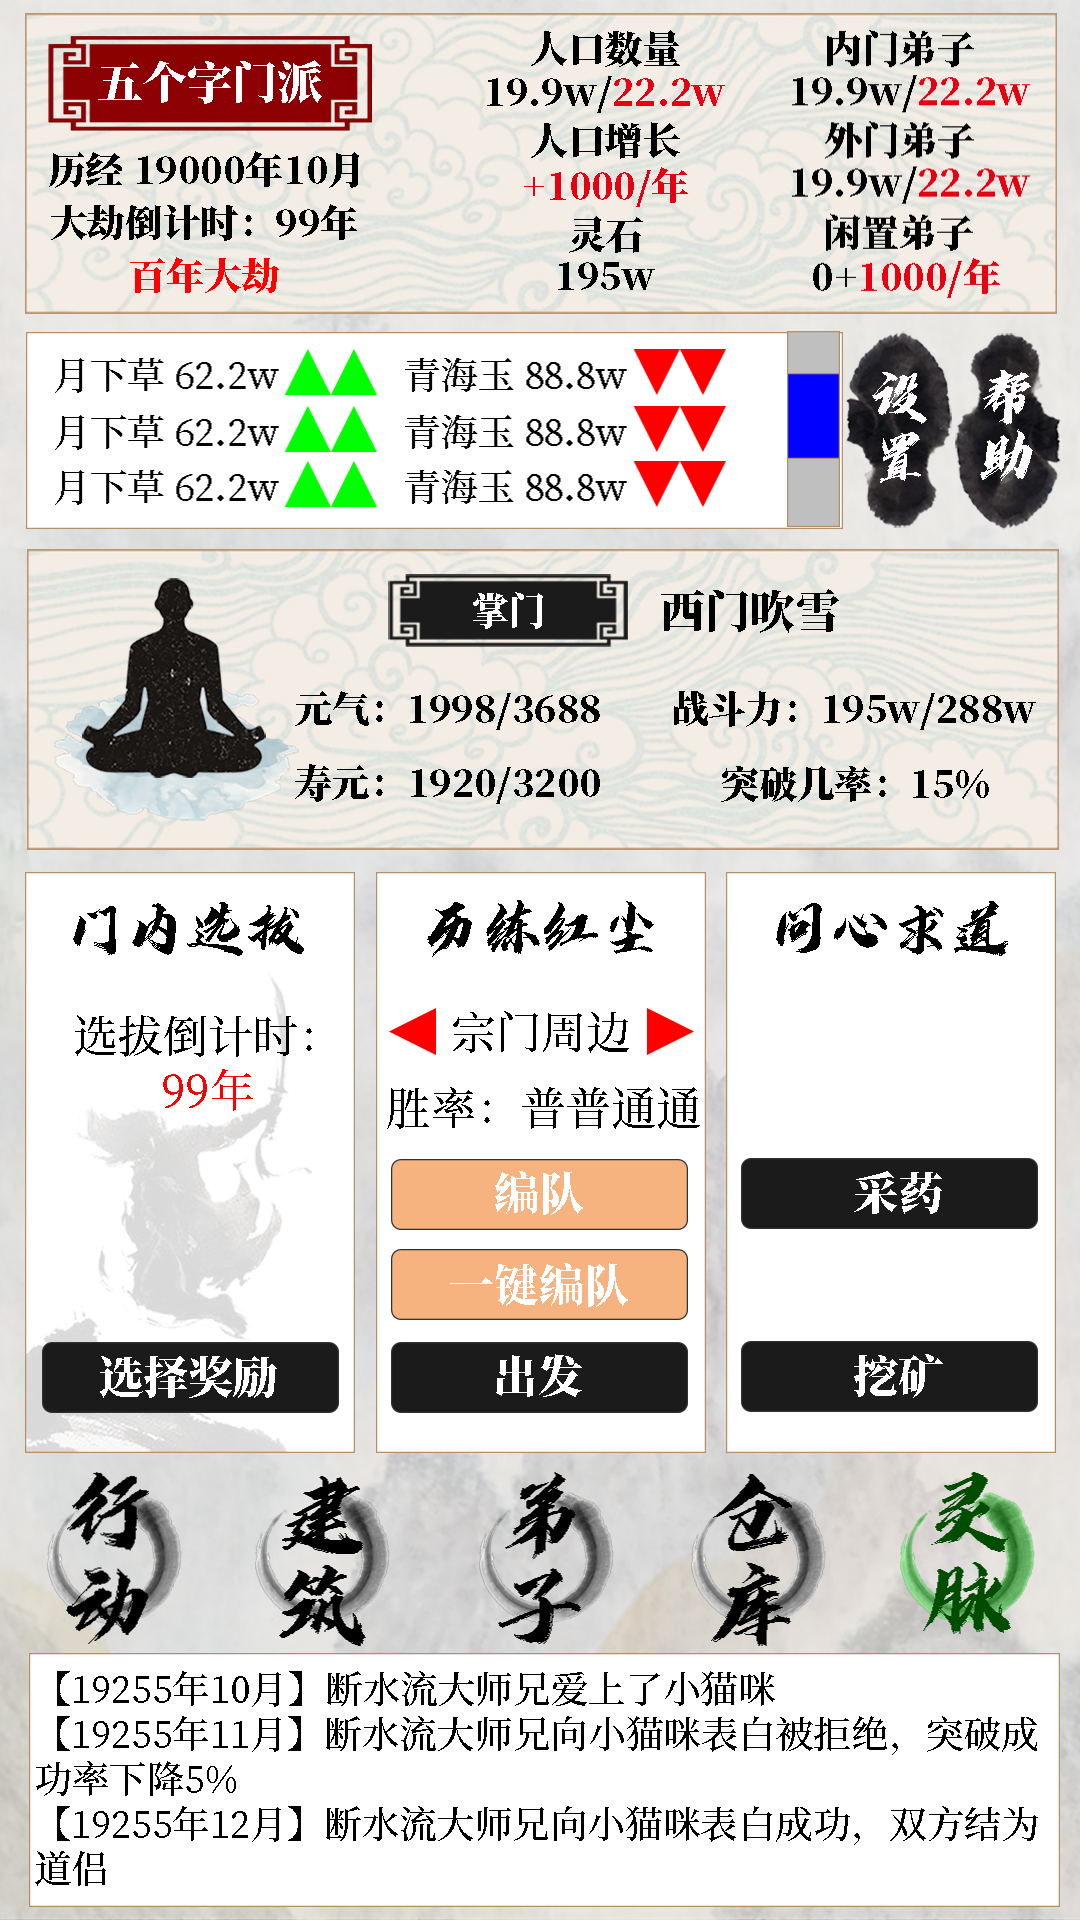 五个字门派
历经 19000年10月
大劫倒计时：99年
百年大劫
人口数量
19.9w/22.2w
人口增长
+1000/年
灵石
195w
内门弟子
19.9w/22.2w
外门弟子
19.9w/22.2w
闲置弟子
0+1000/年
月下草 62.2w 青海玉 88.8w
月下草 62.2w 青海玉 88.8w
月下草 62.2w 青海玉 88.8w
设置
帮助
掌门 西门吹雪
元气：1998/3688 战斗力：195w/288w
寿元：1920/3200 突破几率：15%
门内选拔
选拔倒计时：
99年
选择奖励
历练红尘
宗门周边
胜率：普普通通
编队
一键编队
出发
问心求道
采药
挖矿
行动
建筑
弟子
仓库
灵脉
【19255年10月】断水流大师兄爱上了小猫咪
【19255年11月】断水流大师兄向小猫咪表白被拒绝，突破成
功率下降5%
【19255年12月】断水流大师兄向小猫咪表白成功，双方结为
道侣